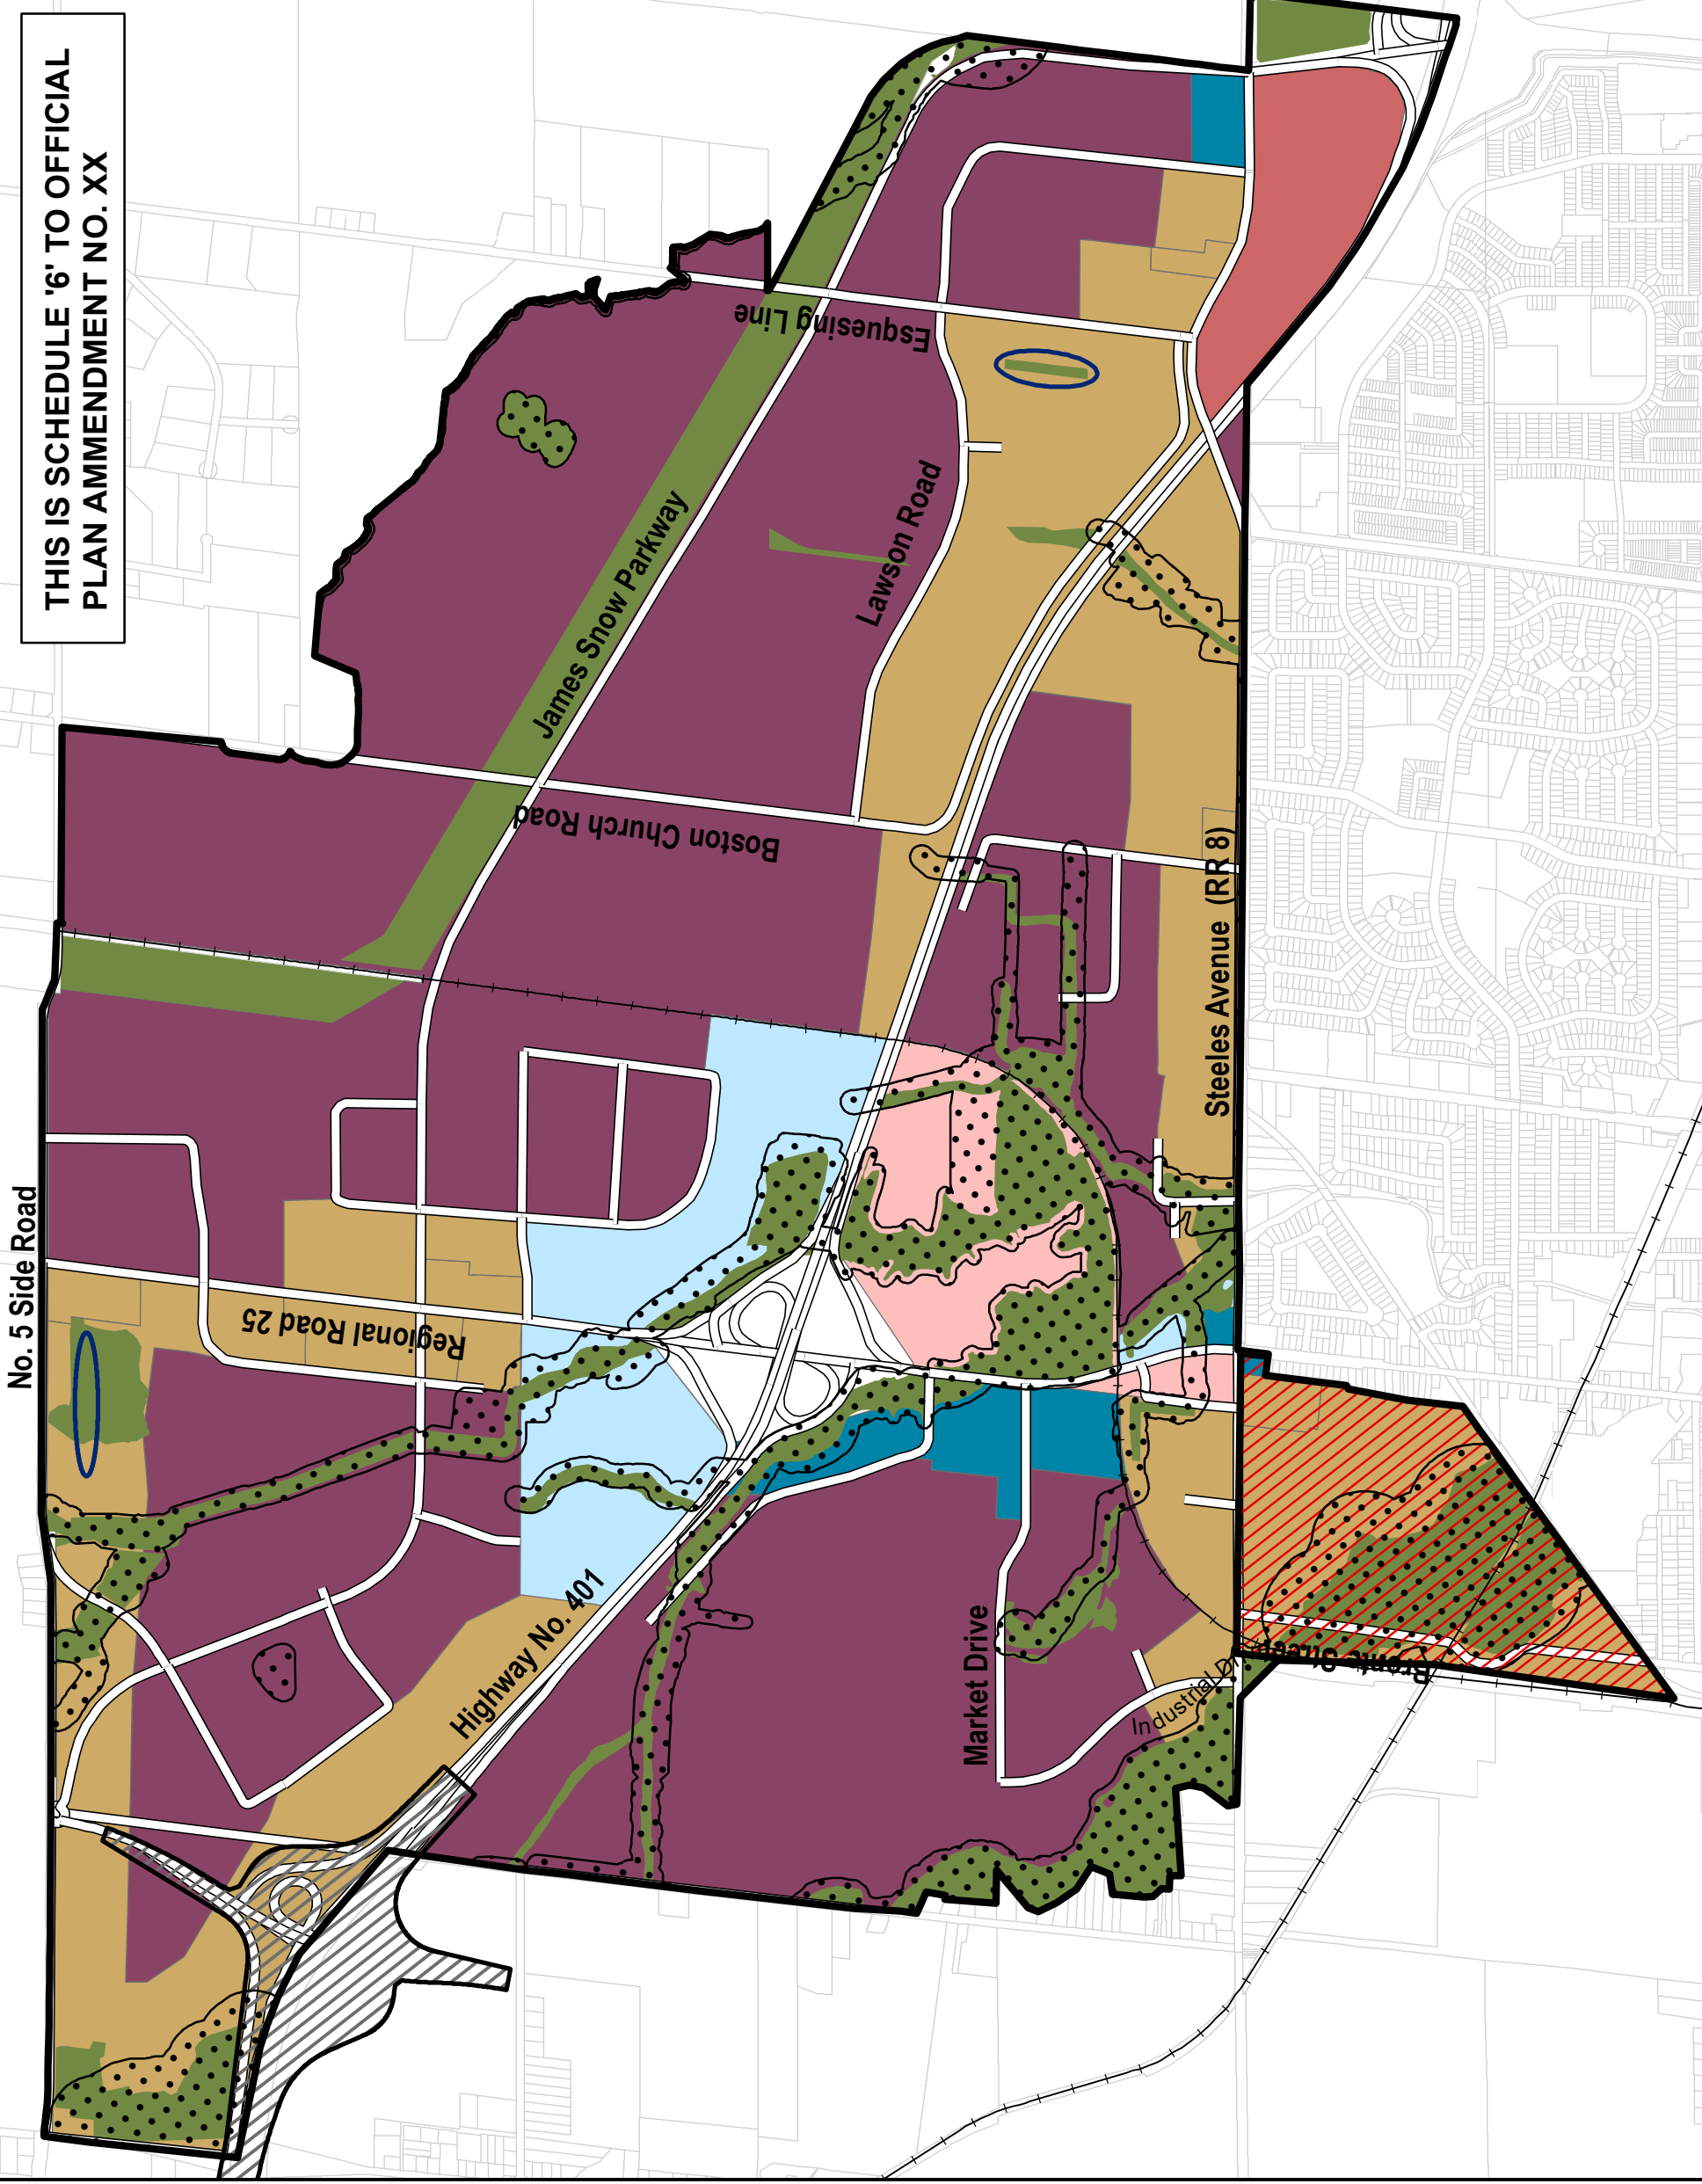 THIS IS SCHEDULE '6' TO OFFICIAL
PLAN AMMENDMENT NO. XX
Esquesing Line
James Snow Parkway
Lawson Road
Boston Church Road
Steeles Avenue (RR 8)
No. 5 Side Road
Regional Road 25
Highway No. 401
Market Drive
Industrial Dr
Bronte Street